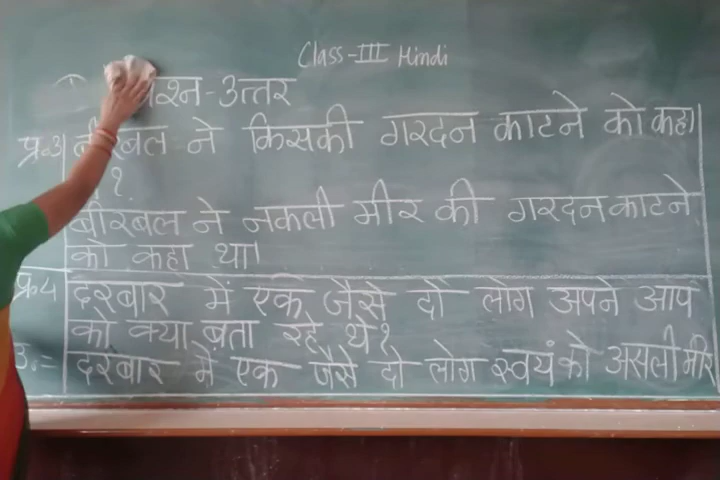 Class-III Hindi
प्रश्न-उत्तर
प्र.3 बीरबल ने किसकी गरदन काटने को कहा।
?
बीरबल ने नकली मीर की गरदन काटने
को कहा था।
प्र.4 दरबार में एक जैसे दो लोग अपने आप
को क्या बता रहे थे?
उ.= दरबार में एक जैसे दो लोग स्वयं को असली मीर